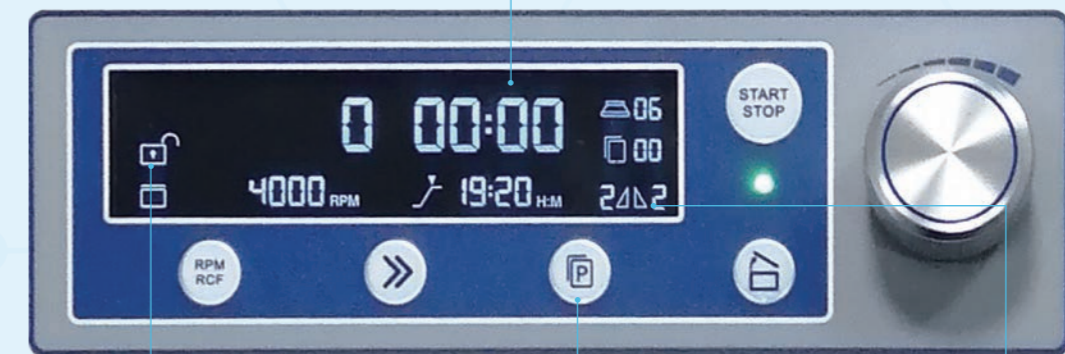 0 00:00 06
00
4000 RPM 19:20 H:M 2 2
START
STOP
RPM
RCF
P